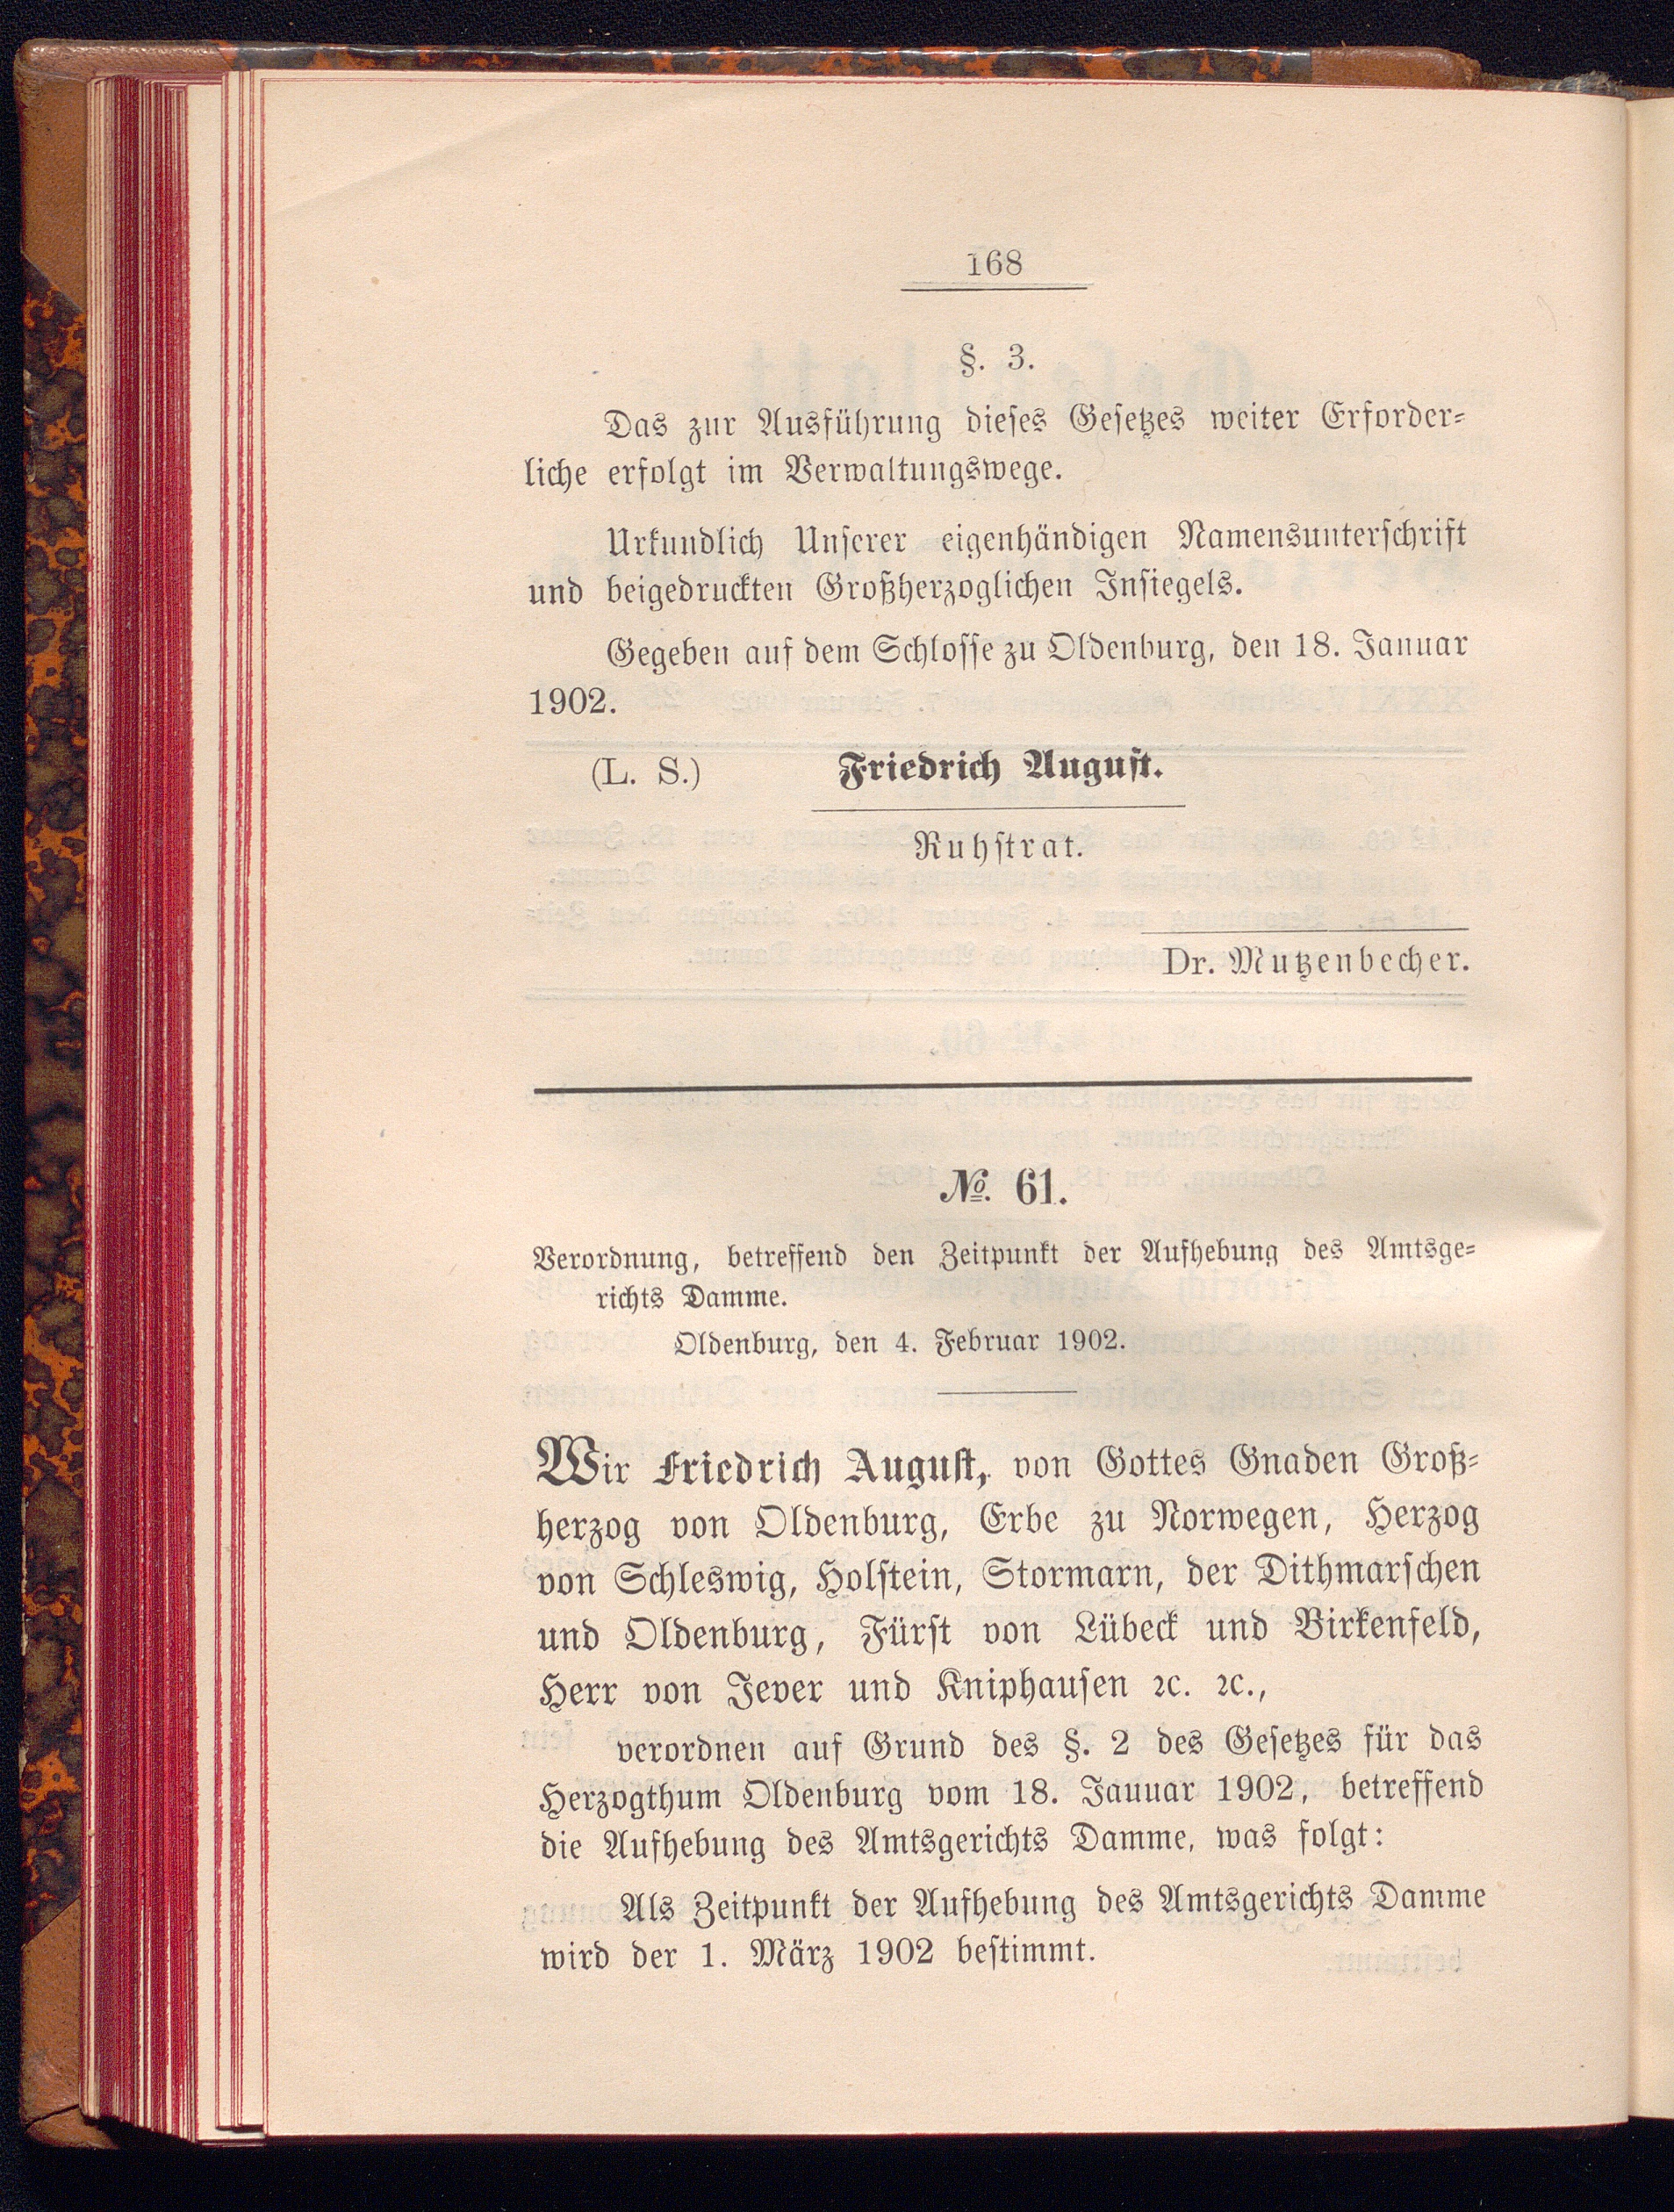 168
§. 3.
Das zur Ausführung dieses Gesetzes weiter Erforder-
liche erfolgt im Verwaltungswege.
Urkundlich Unserer eigenhändigen Namensunterschrift
und beigedruckten Großherzoglichen Insiegels.
Gegeben auf dem Schlosse zu Oldenburg, den 18. Januar
1902.
(L. S.) Friedrich August.
Ruhstrat.
Dr. Mutzenbecher.
№. 61.
Verordnung, betreffend den Zeitpunkt der Aufhebung des Amtsge-
richts Damme.
Oldenburg, den 4. Februar 1902.
Wir Friedrich August, von Gottes Gnaden Groß-
herzog von Oldenburg, Erbe zu Norwegen, Herzog
von Schleswig, Holstein, Stormarn, der Dithmarschen
und Oldenburg, Fürst von Lübeck und Birkenfeld,
Herr von Jever und Kniphausen ꝛc. ꝛc.,
verordnen auf Grund des §. 2 des Gesetzes für das
Herzogthum Oldenburg vom 18. Januar 1902, betreffend
die Aufhebung des Amtsgerichts Damme, was folgt:
Als Zeitpunkt der Aufhebung des Amtsgerichts Damme
wird der 1. März 1902 bestimmt.